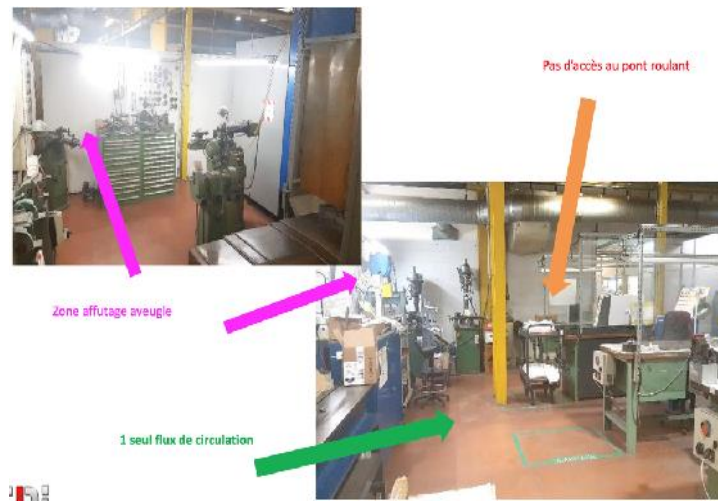 Pas d'accès au pont roulant
Zone affutage aveugle
1 seul flux de circulation